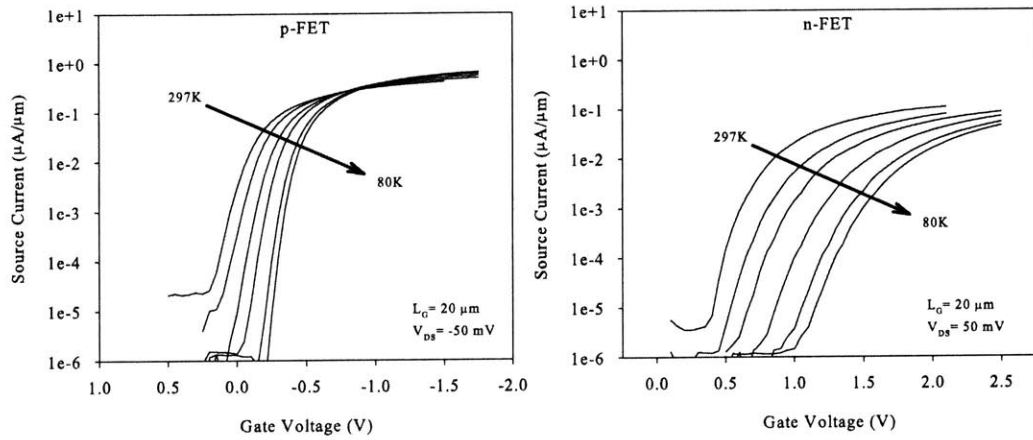 p-FET
1e+1
1e+0
1e-1
1e-2
1e-3
1e-4
1e-5
1e-6
Source Current (μA/μm)
297K
80K
L_G= 20 μm
V_DS= -50 mV
1.0 0.5 0.0 -0.5 -1.0 -1.5 -2.0
Gate Voltage (V)
n-FET
1e+1
1e+0
1e-1
1e-2
1e-3
1e-4
1e-5
1e-6
Source Current (μA/μm)
297K
80K
L_G= 20 μm
V_DS= 50 mV
0.0 0.5 1.0 1.5 2.0 2.5
Gate Voltage (V)